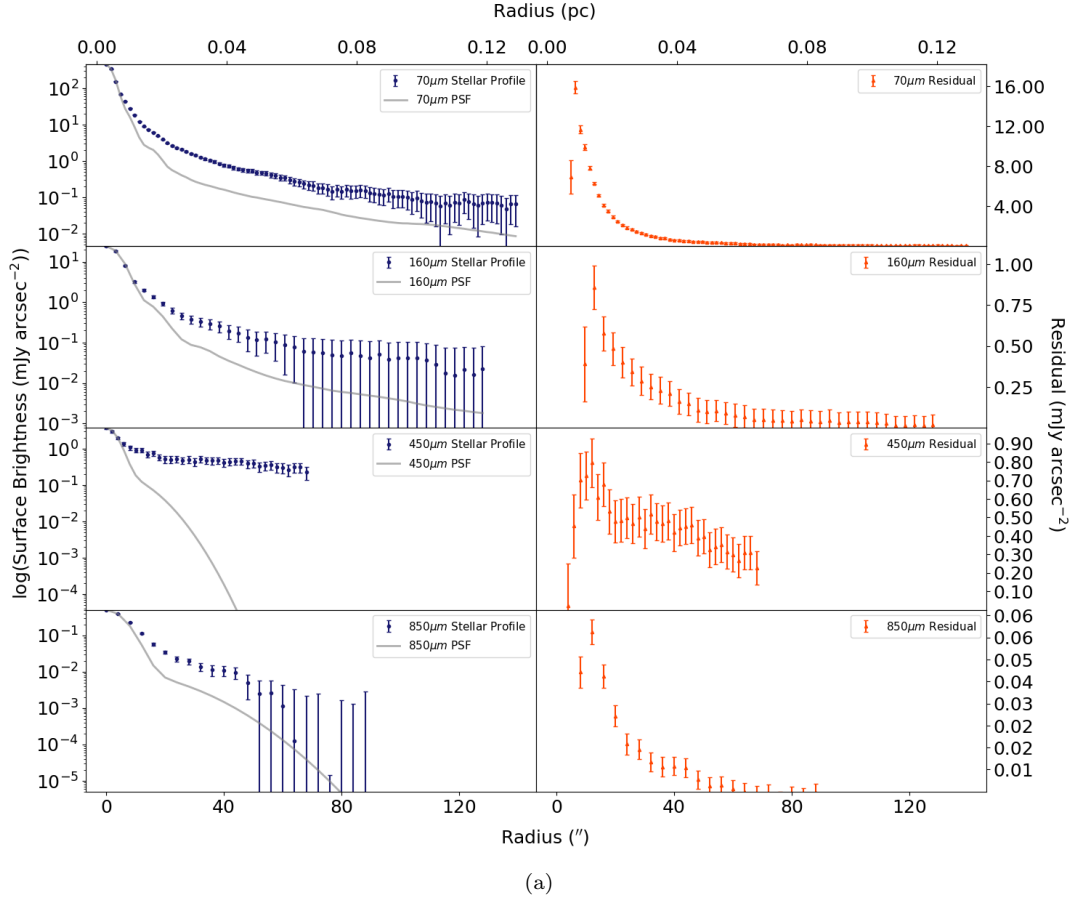 Radius (pc)
0.00 0.04 0.08 0.12 0.00 0.04 0.08 0.12
log(Surface Brightness (mJy arcsec⁻²))
10² 10¹ 10⁰ 10⁻¹ 10⁻²
70μm Stellar Profile
70μm PSF
70μm Residual
16.00 12.00 8.00 4.00
10¹ 10⁰ 10⁻¹ 10⁻² 10⁻³
160μm Stellar Profile
160μm PSF
160μm Residual
1.00 0.75 0.50 0.25
10⁰ 10⁻¹ 10⁻² 10⁻³ 10⁻⁴
450μm Stellar Profile
450μm PSF
450μm Residual
0.90 0.80 0.70 0.60 0.50 0.40 0.30 0.20 0.10
10⁻¹ 10⁻² 10⁻³ 10⁻⁴ 10⁻⁵
850μm Stellar Profile
850μm PSF
850μm Residual
0.06 0.06 0.05 0.04 0.03 0.02 0.02 0.01
Residual (mJy arcsec⁻²)
0 40 80 120 0 40 80 120
Radius (″)
(a)